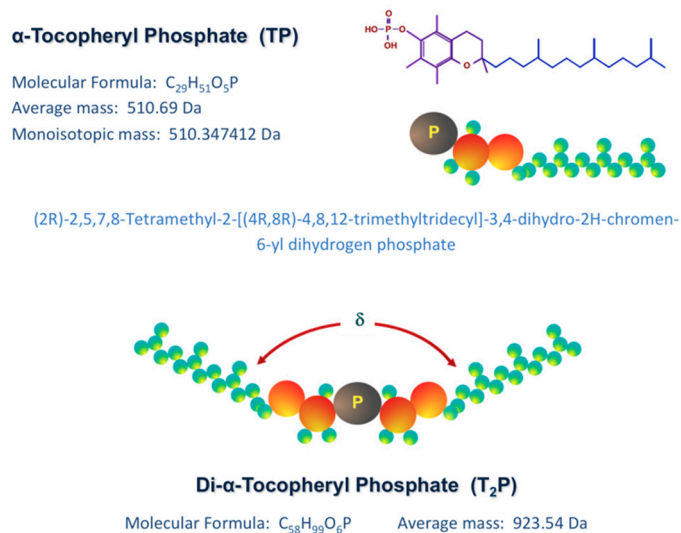 α-Tocopheryl Phosphate (TP)
Molecular Formula: C₂₉H₅₁O₅P
Average mass: 510.69 Da
Monoisotopic mass: 510.347412 Da
O
HO P O
OH
O
P
(2R)-2,5,7,8-Tetramethyl-2-[(4R,8R)-4,8,12-trimethyltridecyl]-3,4-dihydro-2H-chromen-
6-yl dihydrogen phosphate
δ
P
Di-α-Tocopheryl Phosphate (T₂P)
Molecular Formula: C₅₈H₉₉O₆P Average mass: 923.54 Da